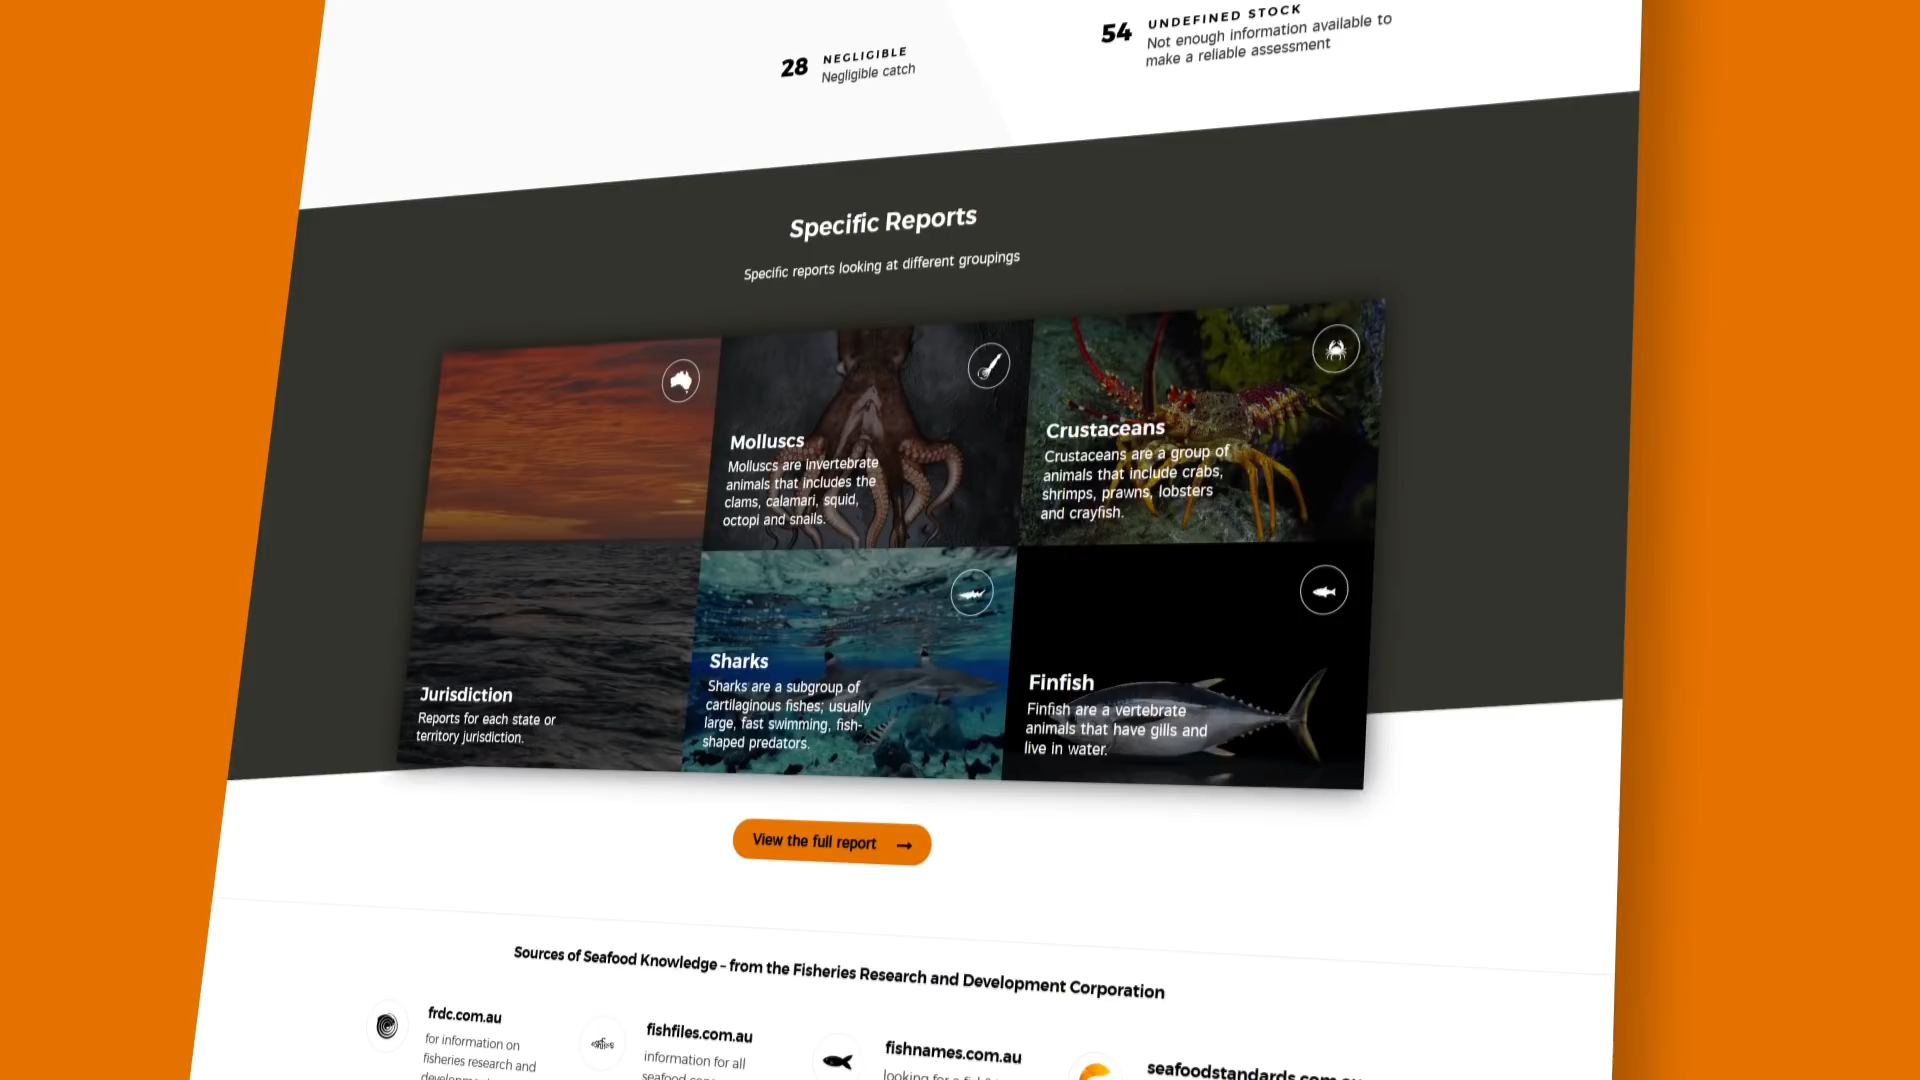 28 NEGLIGIBLE
Negligible catch
54 UNDEFINED STOCK
Not enough information available to
make a reliable assessment
Specific Reports
Specific reports looking at different groupings
Jurisdiction
Reports for each state or
territory jurisdiction.
Molluscs
Molluscs are invertebrate
animals that includes the
clams, calamari, squid,
octopi and snails.
Crustaceans
Crustaceans are a group of
animals that include crabs,
shrimps, prawns, lobsters
and crayfish.
Sharks
Sharks are a subgroup of
cartilaginous fishes; usually
large, fast swimming, fish-
shaped predators.
Finfish
Finfish are a vertebrate
animals that have gills and
live in water.
View the full report →
Sources of Seafood Knowledge – from the Fisheries Research and Development Corporation
frdc.com.au
for information on
fisheries research and
fishfiles.com.au
information for all
seafood
fishnames.com.au
looking for a
seafoodstandards.com